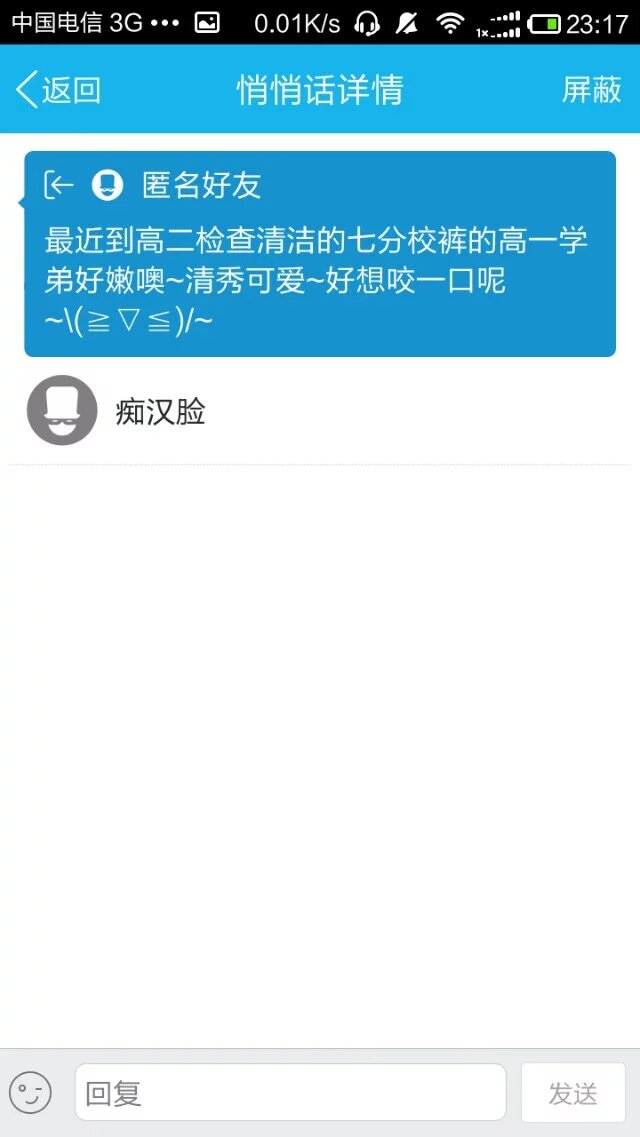 中国电信 3G ••• 0.01K/s 1x 23:17
返回 悄悄话详情 屏蔽
匿名好友
最近到高二检查清洁的七分校裤的高一学
弟好嫩噢~清秀可爱~好想咬一口呢
~\(≧▽≦)/~
痴汉脸
回复 发送